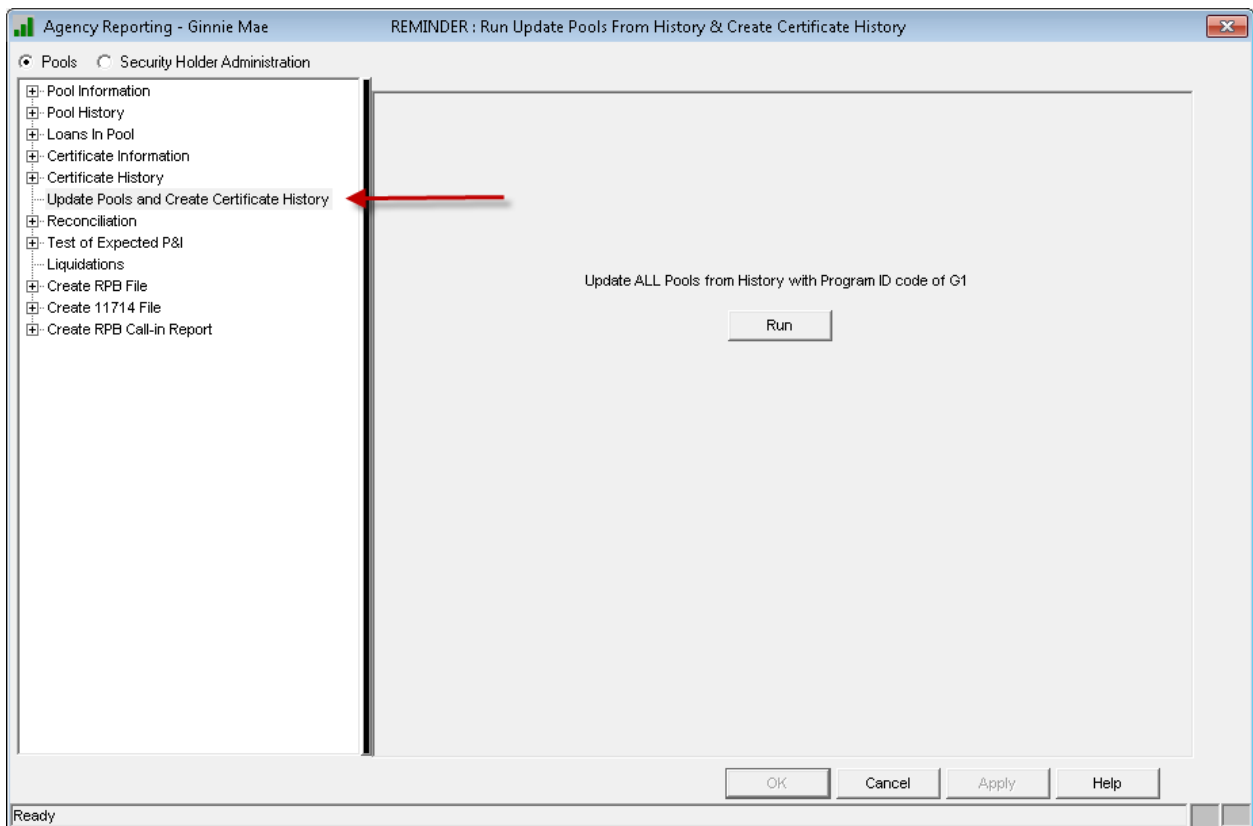 Agency Reporting - Ginnie Mae REMINDER : Run Update Pools From History & Create Certificate History
Pools Security Holder Administration
Pool Information
Pool History
Loans In Pool
Certificate Information
Certificate History
Update Pools and Create Certificate History
Reconciliation
Test of Expected P&I
Liquidations
Create RPB File
Create 11714 File
Create RPB Call-in Report
Update ALL Pools from History with Program ID code of G1
Run
OK Cancel Apply Help
Ready